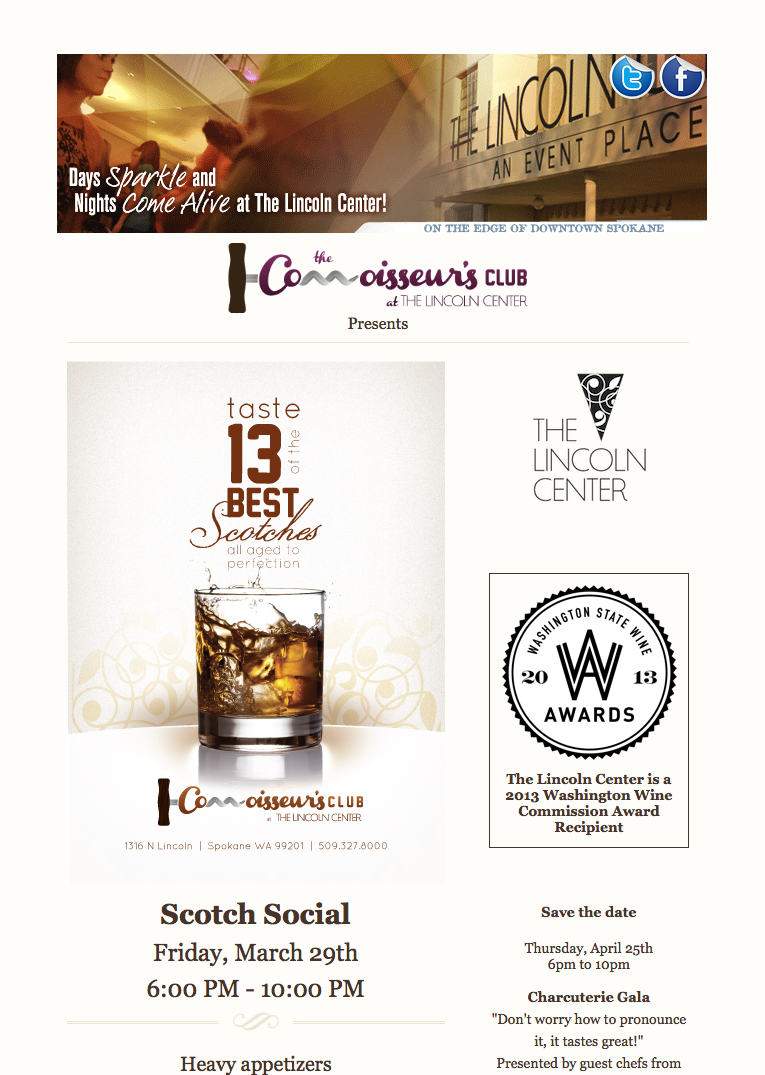 THE LINCOLN
AN EVENT PLACE
Days Sparkle and
Nights Come Alive at The Lincoln Center!
ON THE EDGE OF DOWNTOWN SPOKANE
the
Connoisseur's CLUB
at THE LINCOLN CENTER
Presents
taste
13
of the
BEST
Scotches
all aged to
perfection
Connoisseur's CLUB
at THE LINCOLN CENTER
1316 N Lincoln | Spokane WA 99201 | 509.327.8000
Scotch Social
Friday, March 29th
6:00 PM - 10:00 PM
Heavy appetizers
THE
LINCOLN
CENTER
WASHINGTON STATE WINE
20 WA 13
AWARDS
The Lincoln Center is a
2013 Washington Wine
Commission Award
Recipient
Save the date
Thursday, April 25th
6pm to 10pm
Charcuterie Gala
"Don't worry how to pronounce
it, it tastes great!"
Presented by guest chefs from